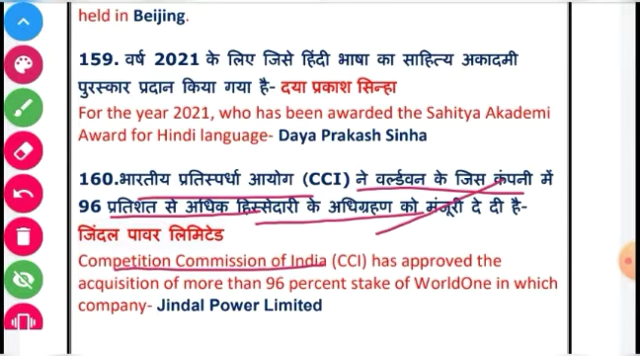 held in Beijing.
159. वर्ष 2021 के लिए जिसे हिंदी भाषा का साहित्य अकादमी
पुरस्कार प्रदान किया गया है- दया प्रकाश सिन्हा
For the year 2021, who has been awarded the Sahitya Akademi
Award for Hindi language- Daya Prakash Sinha
160.भारतीय प्रतिस्पर्धा आयोग (CCI) ने वर्ल्डवन के जिस कंपनी में
96 प्रतिशत से अधिक हिस्सेदारी के अधिग्रहण को मंजूरी दे दी है-
जिंदल पावर लिमिटेड
Competition Commission of India (CCI) has approved the
acquisition of more than 96 percent stake of WorldOne in which
company- Jindal Power Limited